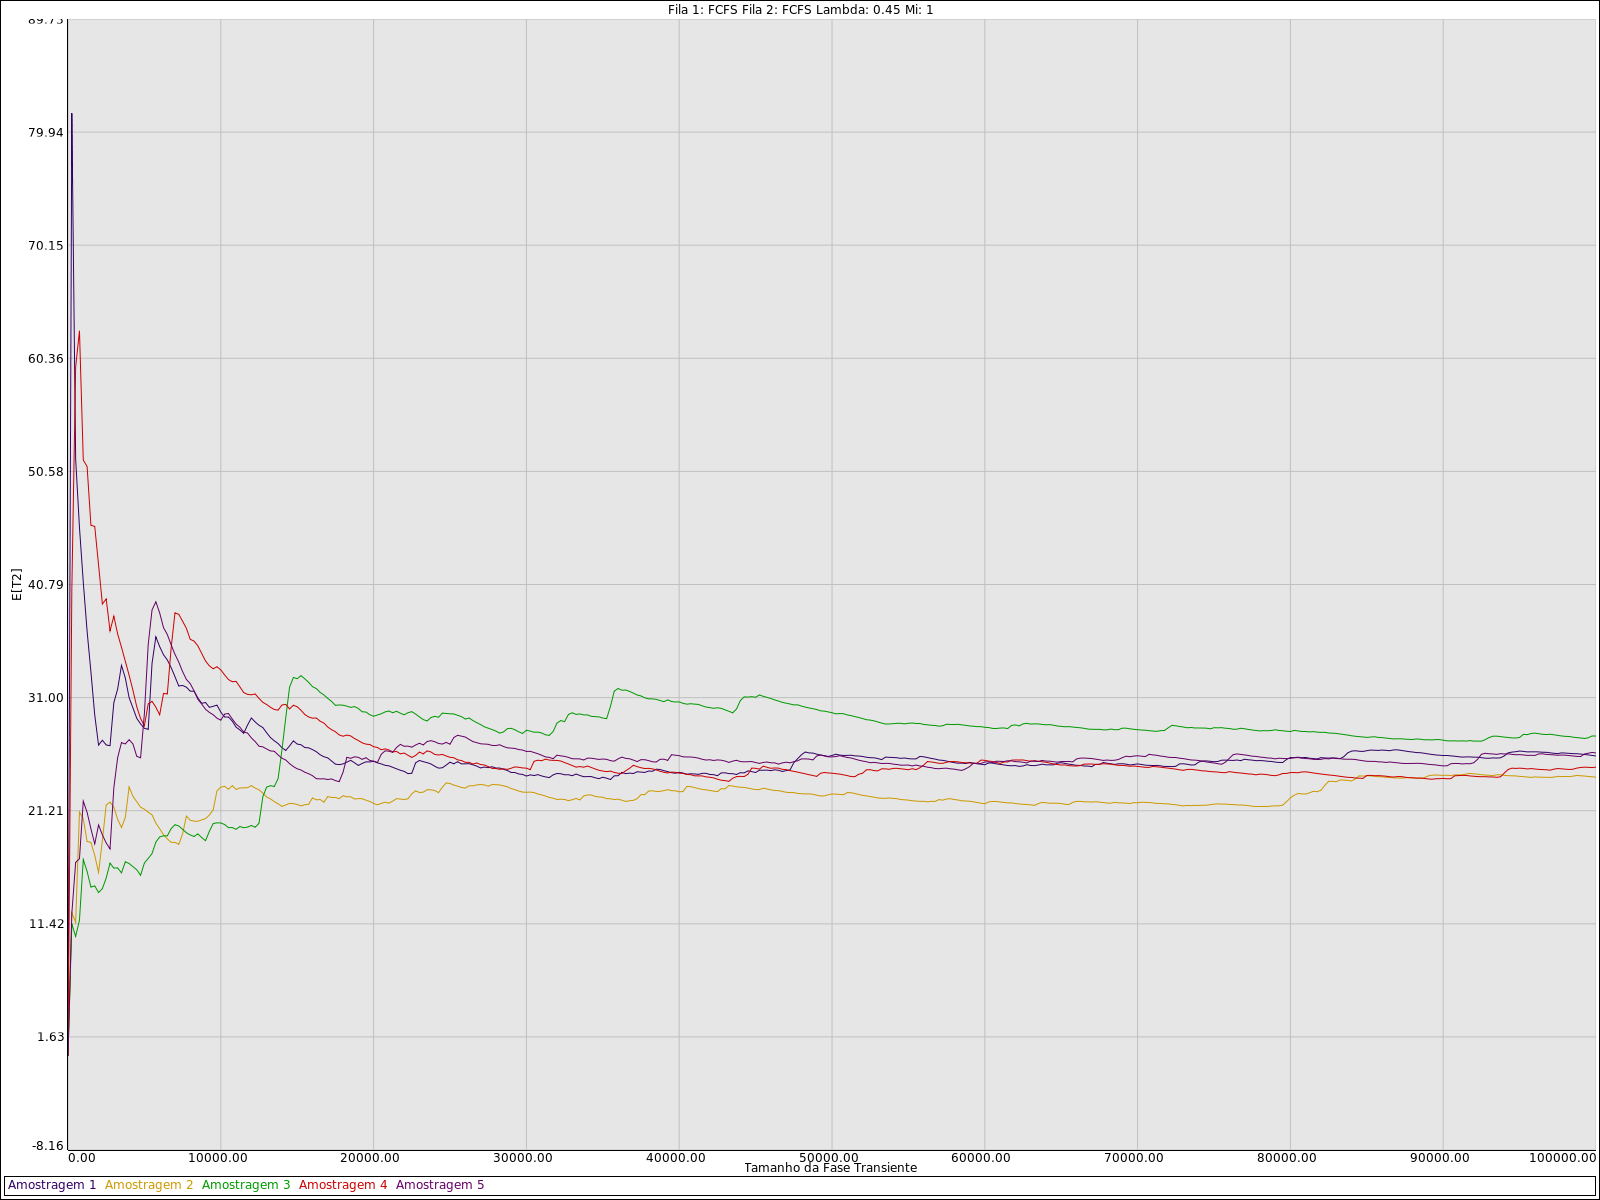 Fila 1: FCFS Fila 2: FCFS Lambda: 0.45 Mi: 1
89.73
79.94
70.15
60.36
50.58
40.79
31.00
21.21
11.42
1.63
-8.16
E[T2]
0.00 10000.00 20000.00 30000.00 40000.00 50000.00 60000.00 70000.00 80000.00 90000.00 100000.00
Tamanho da Fase Transiente
Amostragem 1 Amostragem 2 Amostragem 3 Amostragem 4 Amostragem 5